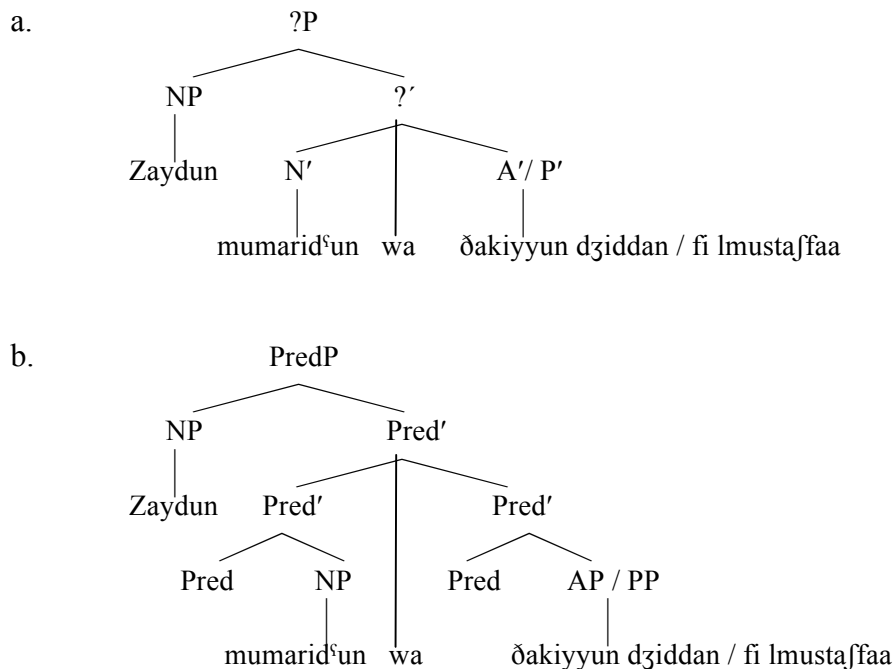 a. ?P
NP ?′
Zaydun N′ A′/ P′
mumaridˤun wa ðakiyyun dʒiddan / fi lmustaʃfaa
b. PredP
NP Pred′
Zaydun Pred′ Pred′
Pred NP Pred AP / PP
mumaridˤun wa ðakiyyun dʒiddan / fi lmustaʃfaa